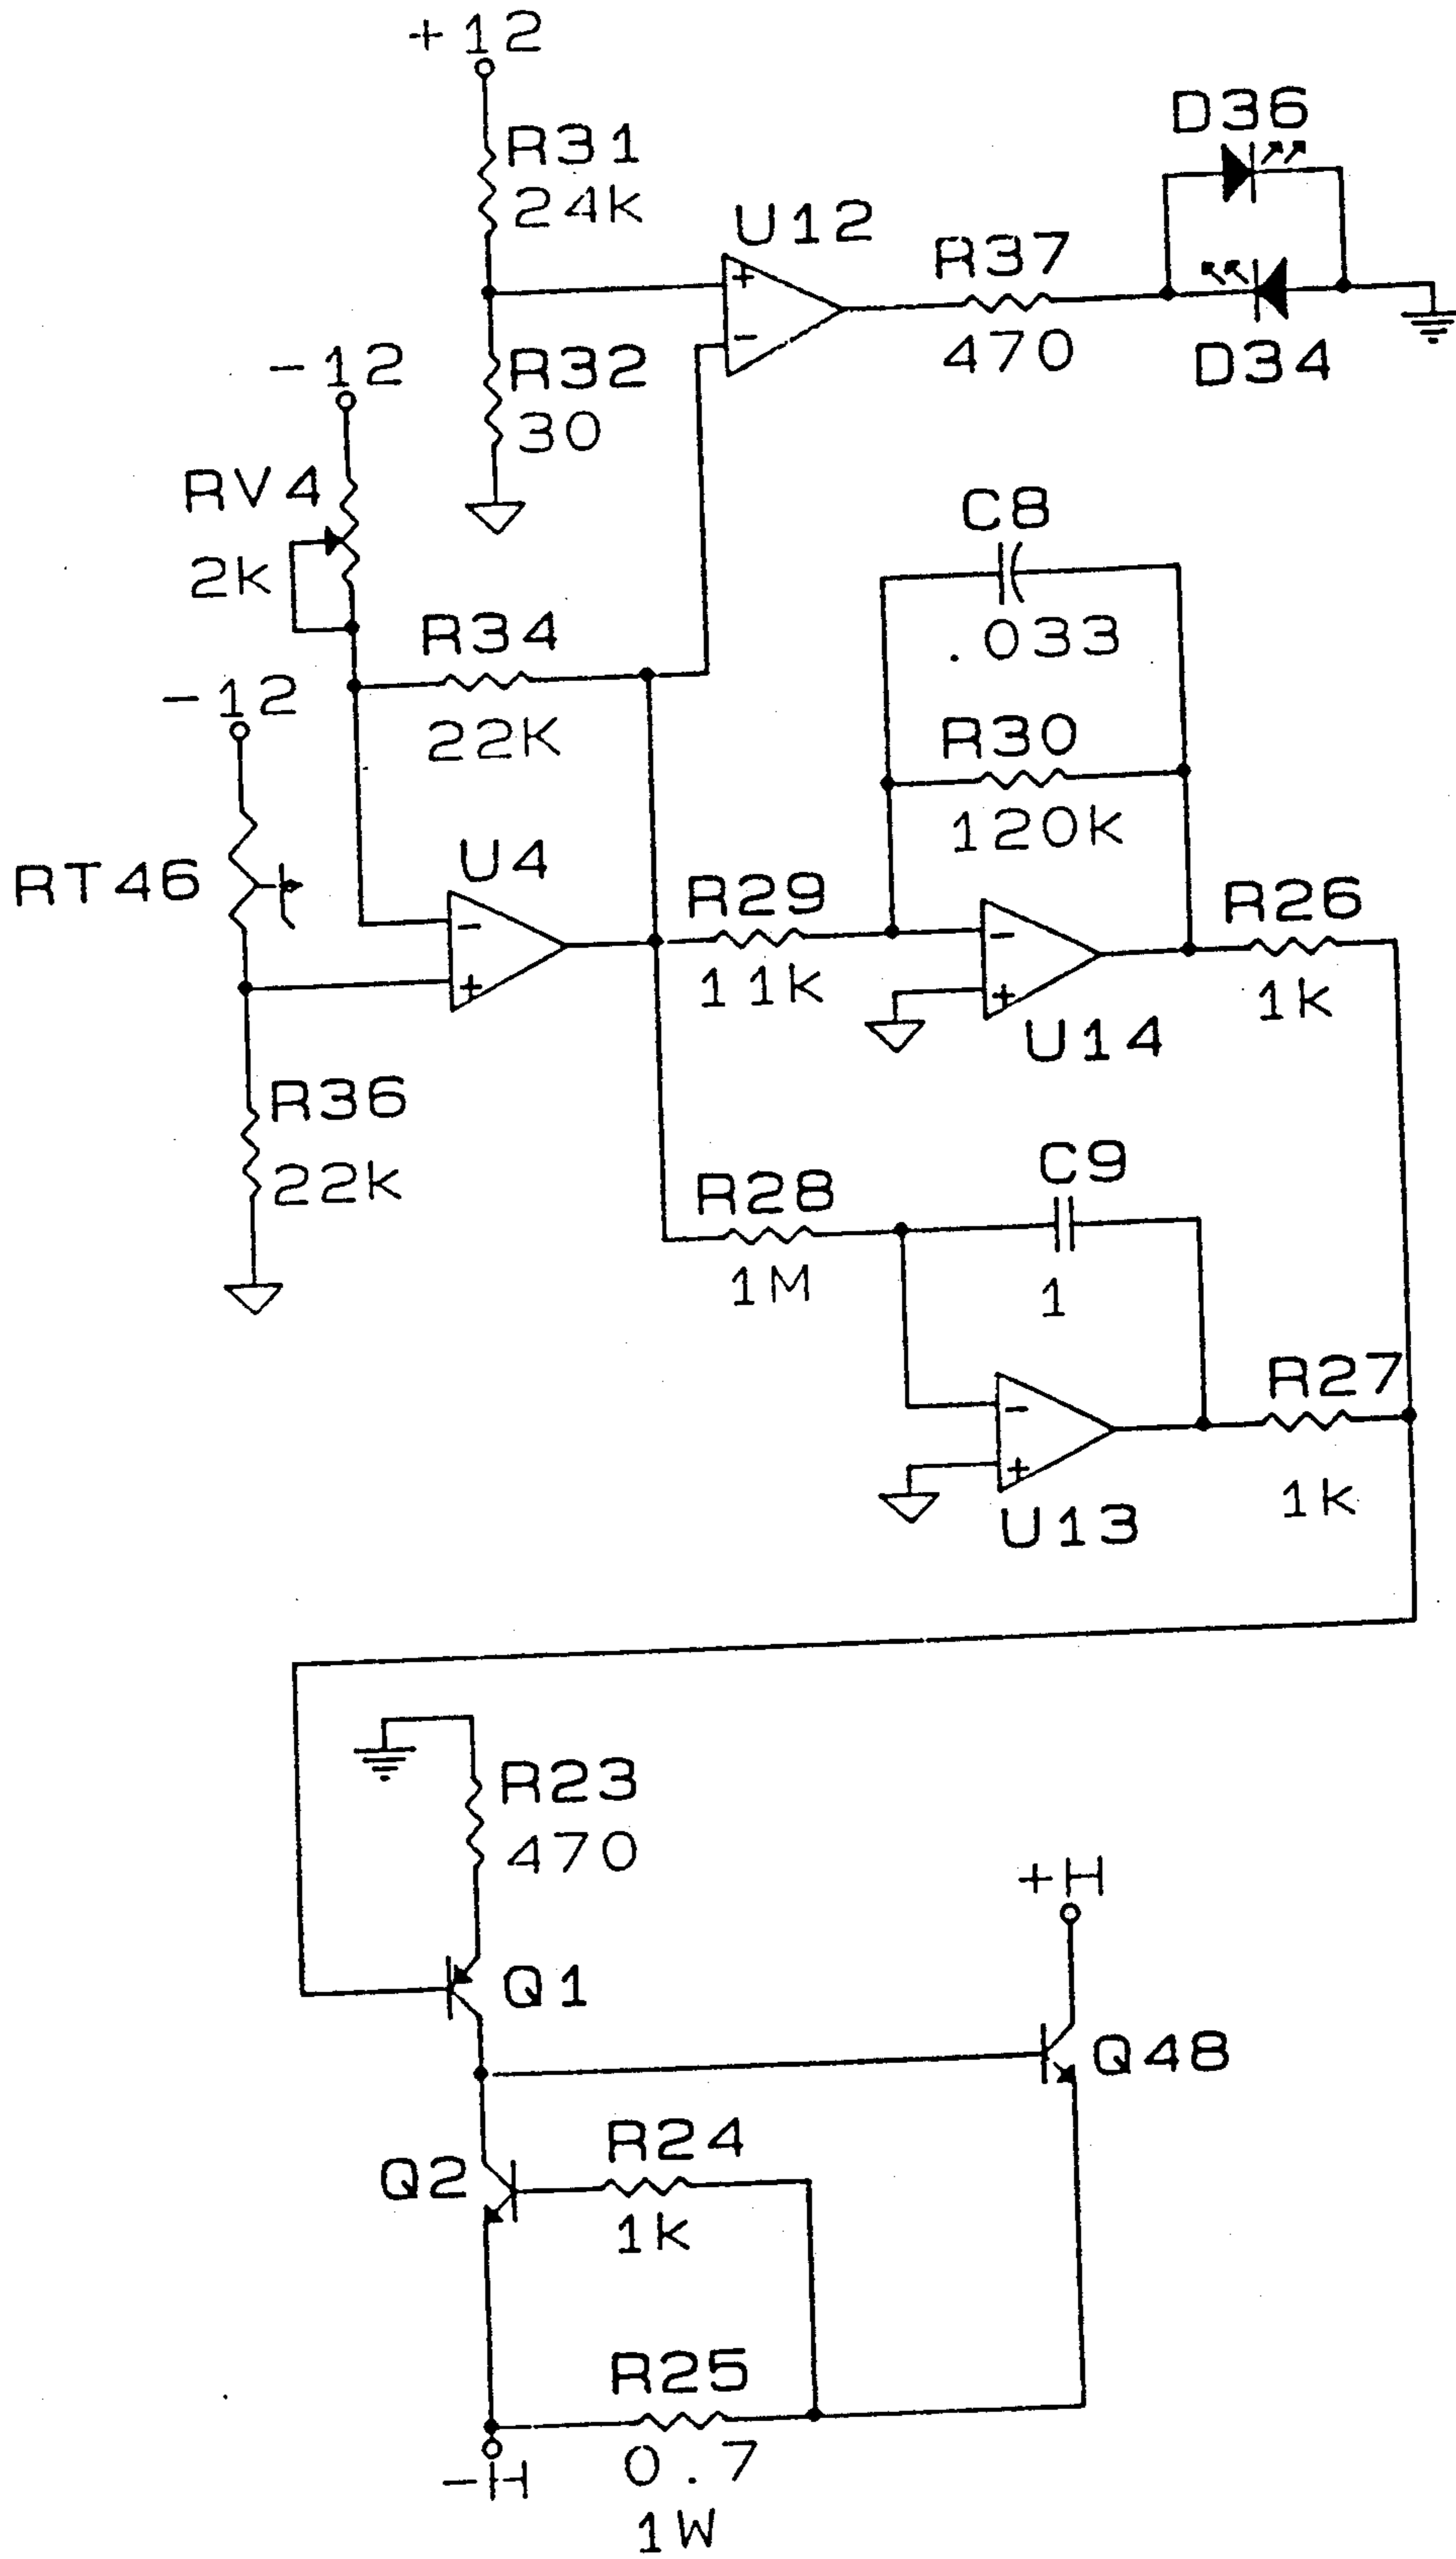 +12
R31
24K
D36
U12
+
-
R37
470
D34
R32
30
-12
RV4
2K
C8
.033
R34
22K
-12
R30
120K
RT46
U4
-
+
R29
11K
-
+
U14
R26
1K
R36
22K
R28
1M
C9
1
-
+
U13
R27
1K
R23
470
+H
Q1
Q48
Q2
R24
1K
R25
0.7
1W
-H